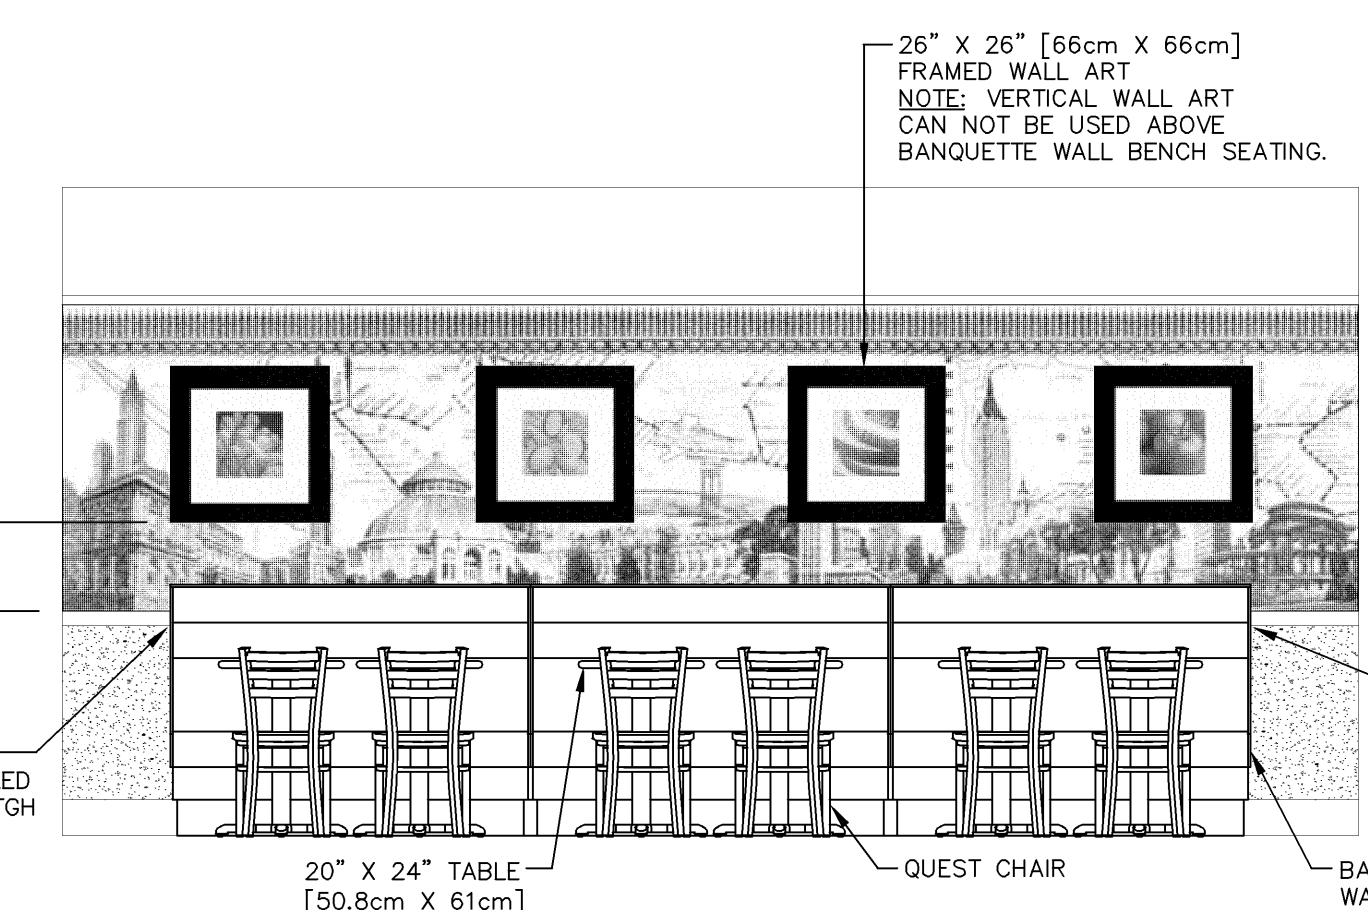 26” X 26” [66cm X 66cm]
FRAMED WALL ART
NOTE: VERTICAL WALL ART
CAN NOT BE USED ABOVE
BANQUETTE WALL BENCH SEATING.
20” X 24” TABLE
[50.8cm X 61cm]
QUEST CHAIR